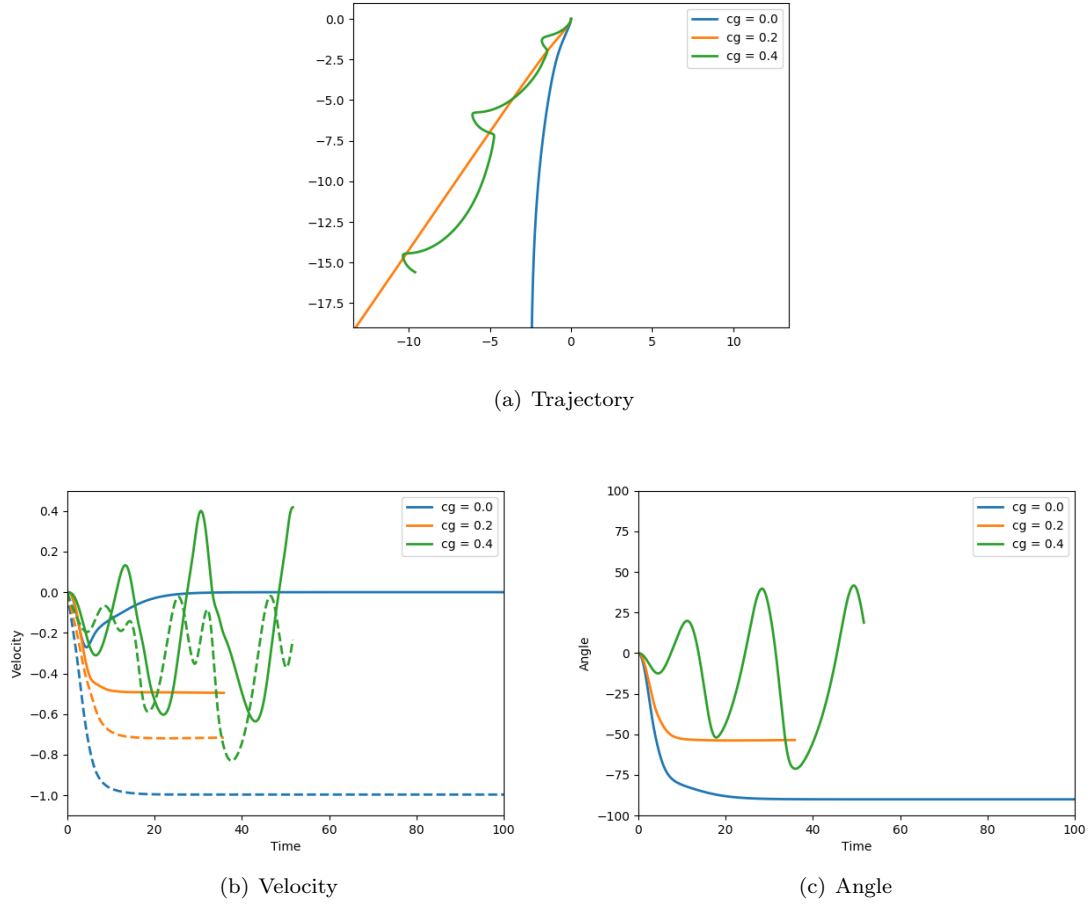 0.0
−2.5
−5.0
−7.5
−10.0
−12.5
−15.0
−17.5
−10 −5 0 5 10
cg = 0.0
cg = 0.2
cg = 0.4
(a) Trajectory
Velocity
0.4
0.2
0.0
−0.2
−0.4
−0.6
−0.8
−1.0
0 20 40 60 80 100
Time
cg = 0.0
cg = 0.2
cg = 0.4
(b) Velocity
Angle
100
75
50
25
0
−25
−50
−75
−100
0 20 40 60 80 100
Time
cg = 0.0
cg = 0.2
cg = 0.4
(c) Angle